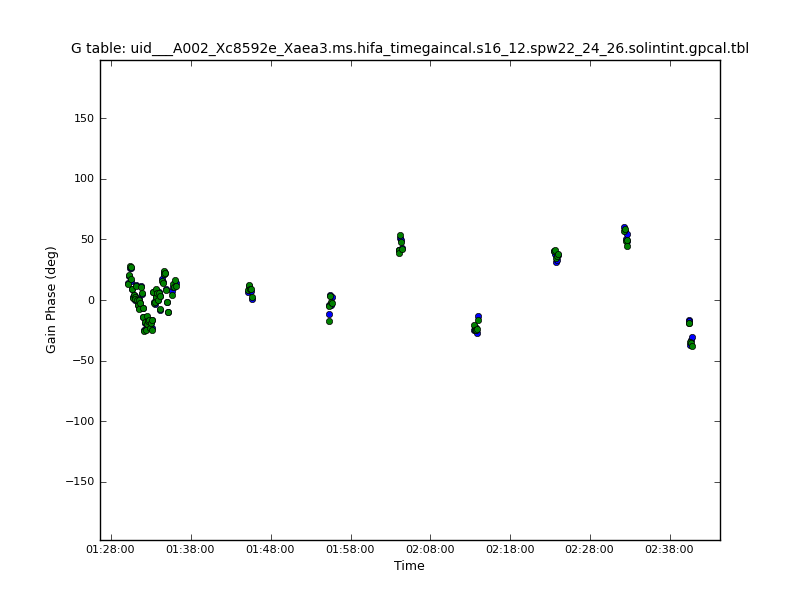 G table: uid___A002_Xc8592e_Xaea3.ms.hifa_timegaincal.s16_12.spw22_24_26.solintint.gpcal.tbl
150
100
50
0
−50
−100
−150
Gain Phase (deg)
01:28:00 01:38:00 01:48:00 01:58:00 02:08:00 02:18:00 02:28:00 02:38:00
Time